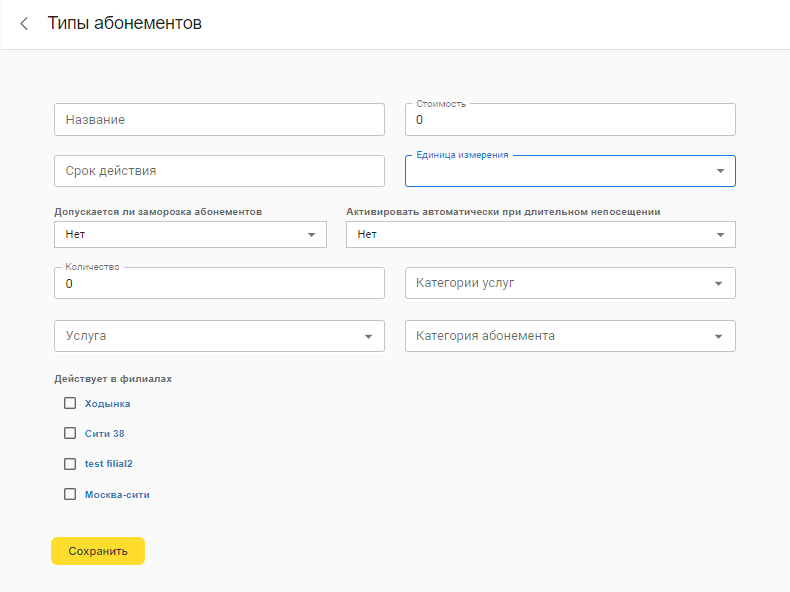 Типы абонементов
Название
Стоимость
0
Срок действия
Единица измерения
Допускается ли заморозка абонементов
Активировать автоматически при длительном непосещении
Нет
Нет
Количество
0
Категории услуг
Услуга
Категория абонемента
Действует в филиалах
Ходынка
Сити 38
test filial2
Москва-сити
Сохранить